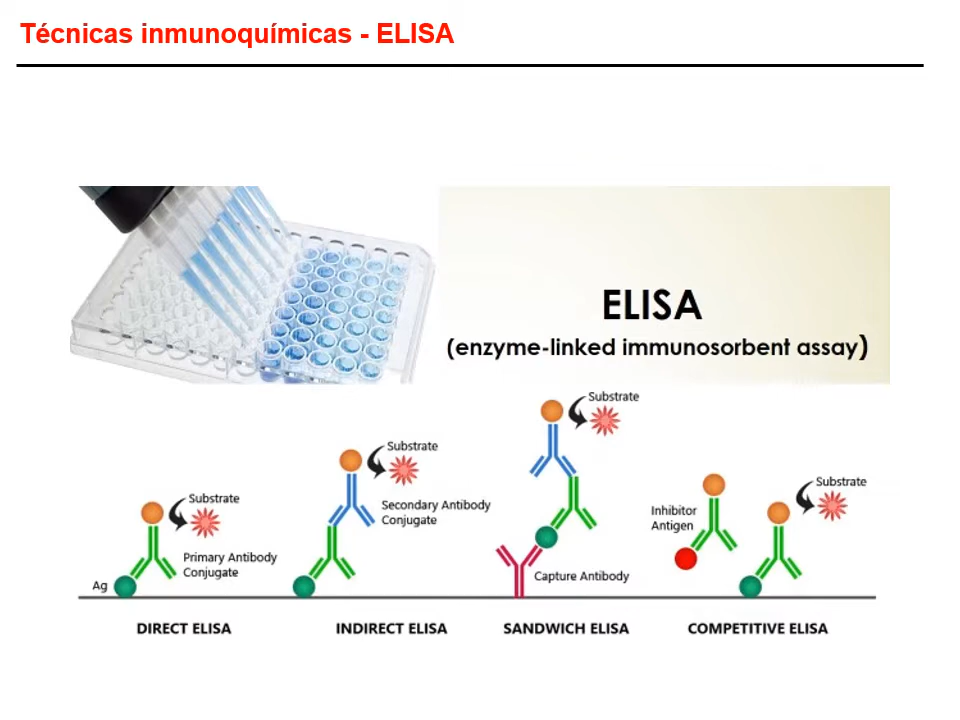 Técnicas inmunoquímicas - ELISA
ELISA
(enzyme-linked immunosorbent assay)
Substrate
Primary Antibody
Conjugate
Ag
DIRECT ELISA
Substrate
Secondary Antibody
Conjugate
INDIRECT ELISA
Substrate
Capture Antibody
SANDWICH ELISA
Inhibitor
Antigen
Substrate
COMPETITIVE ELISA